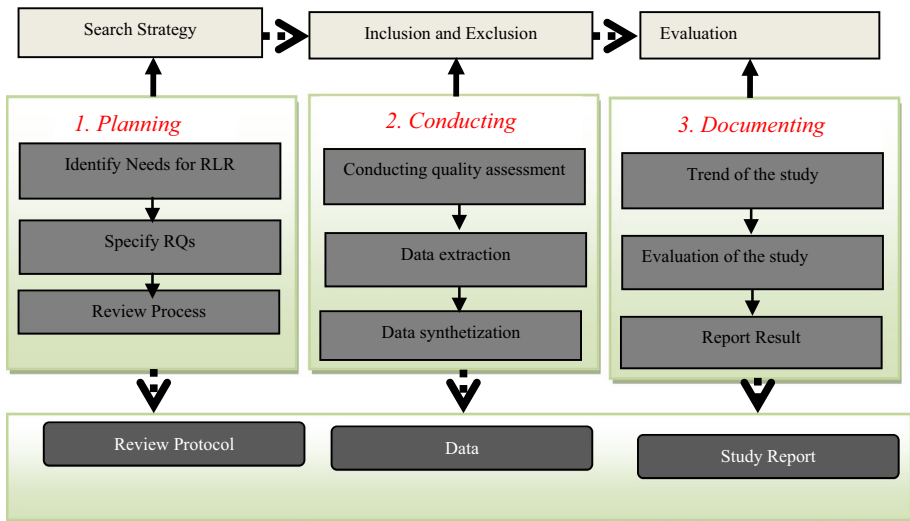 Search Strategy
Inclusion and Exclusion
Evaluation
1. Planning
Identify Needs for RLR
Specify RQs
Review Process
2. Conducting
Conducting quality assessment
Data extraction
Data synthetization
3. Documenting
Trend of the study
Evaluation of the study
Report Result
Review Protocol
Data
Study Report